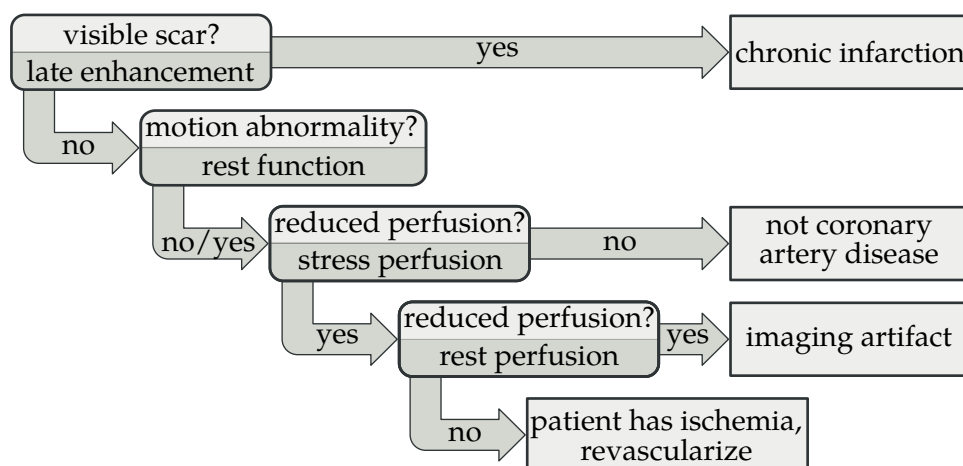 visible scar?
late enhancement
yes
chronic infarction
no
motion abnormality?
rest function
no/yes
reduced perfusion?
stress perfusion
no
not coronary
artery disease
yes
reduced perfusion?
rest perfusion
yes
imaging artifact
no
patient has ischemia,
revascularize